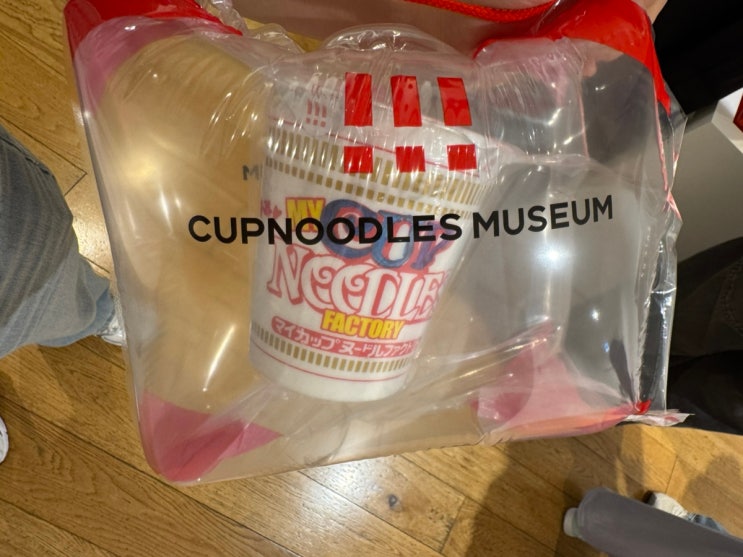 !!!
CUPNOODLES MUSEUM
MY CUP
NOODLES
FACTORY
マイカップ ヌードルファクトリー